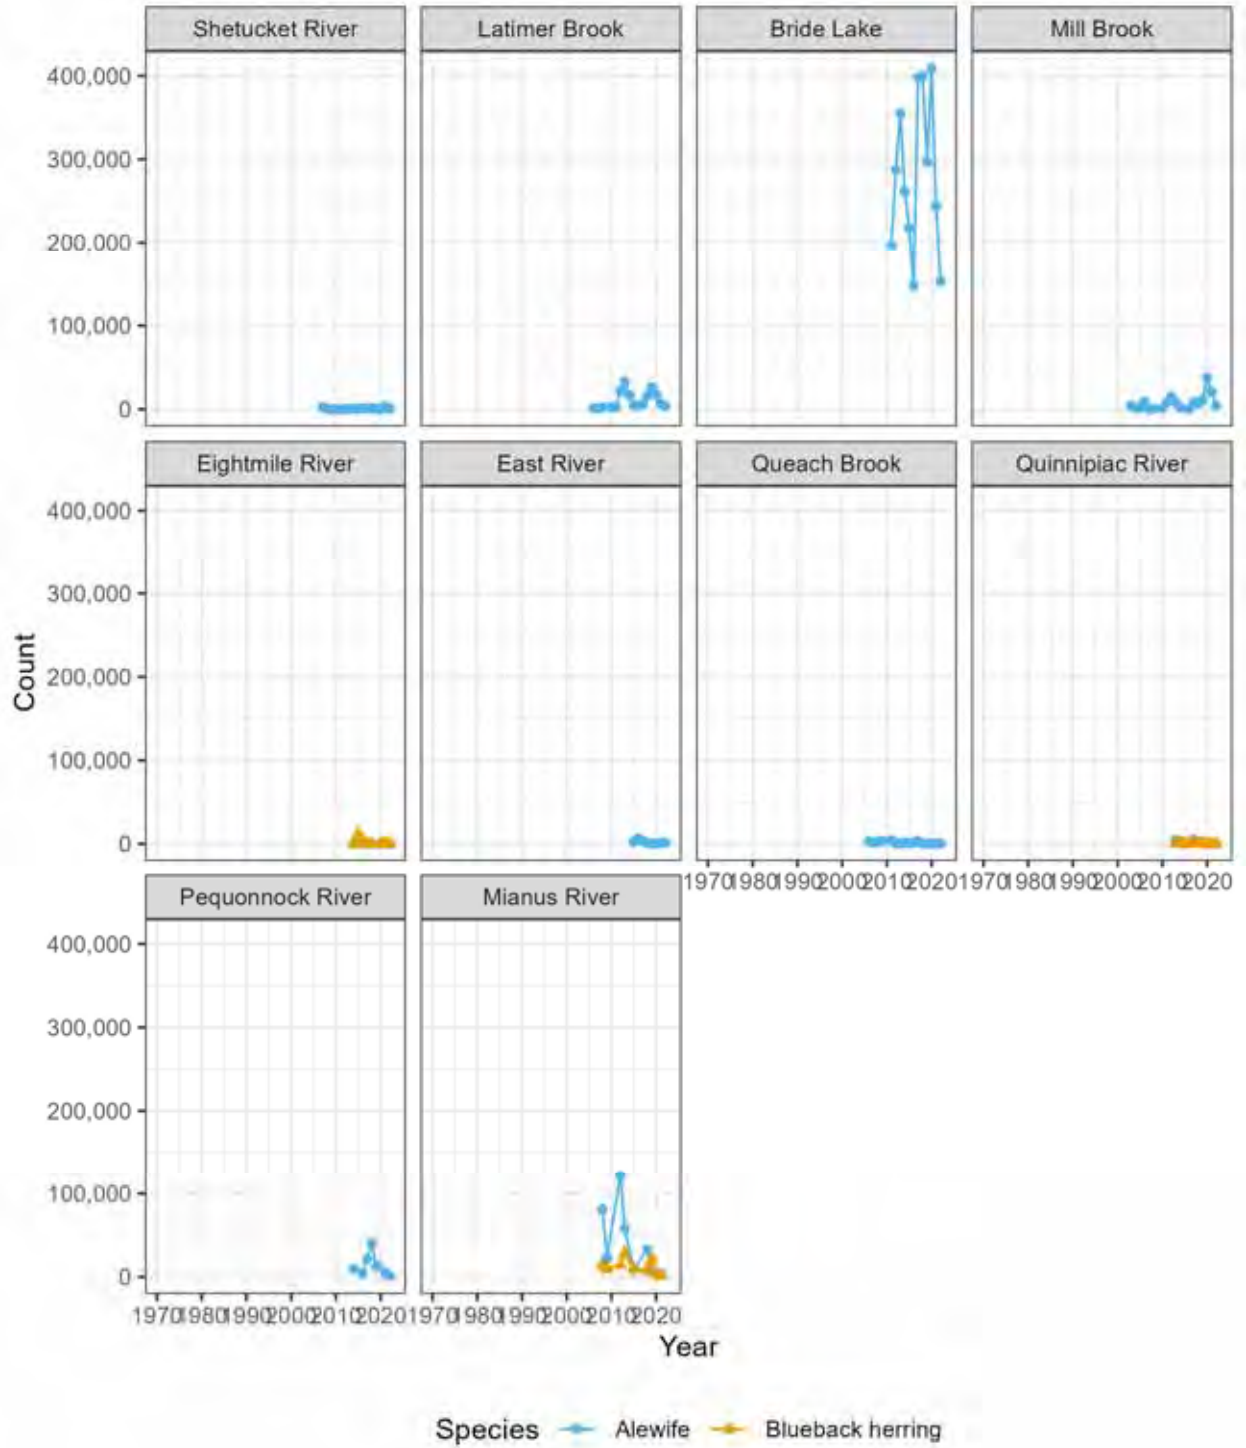 Shetucket River Latimer Brook Bride Lake Mill Brook
400,000
300,000
200,000
100,000
0
Eightmile River East River Queach Brook Quinnipiac River
400,000
300,000
200,000
100,000
0
1970 1980 1990 2000 2010 2020 1970 1980 1990 2000 2010 2020
Pequonnock River Mianus River
400,000
300,000
200,000
100,000
0
1970 1980 1990 2000 2010 2020 1970 1980 1990 2000 2010 2020
Count
Year
Species Alewife Blueback herring